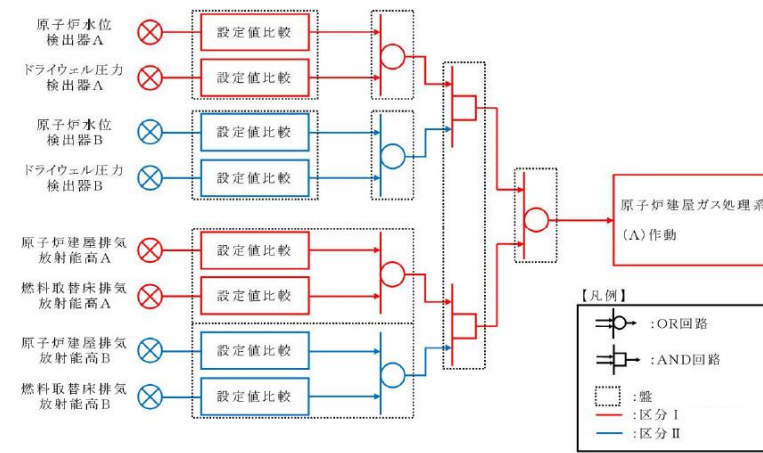 原子炉水位
検出器A
設定値比較
ドライウェル圧力
検出器A
設定値比較
原子炉水位
検出器B
設定値比較
ドライウェル圧力
検出器B
設定値比較
原子炉建屋排気
放射能高A
設定値比較
燃料取替床排気
放射能高A
設定値比較
原子炉建屋排気
放射能高B
設定値比較
燃料取替床排気
放射能高B
設定値比較
原子炉建屋ガス処理系
(A)作動
【凡例】
:OR回路
:AND回路
:盤
:区分Ⅰ
:区分Ⅱ